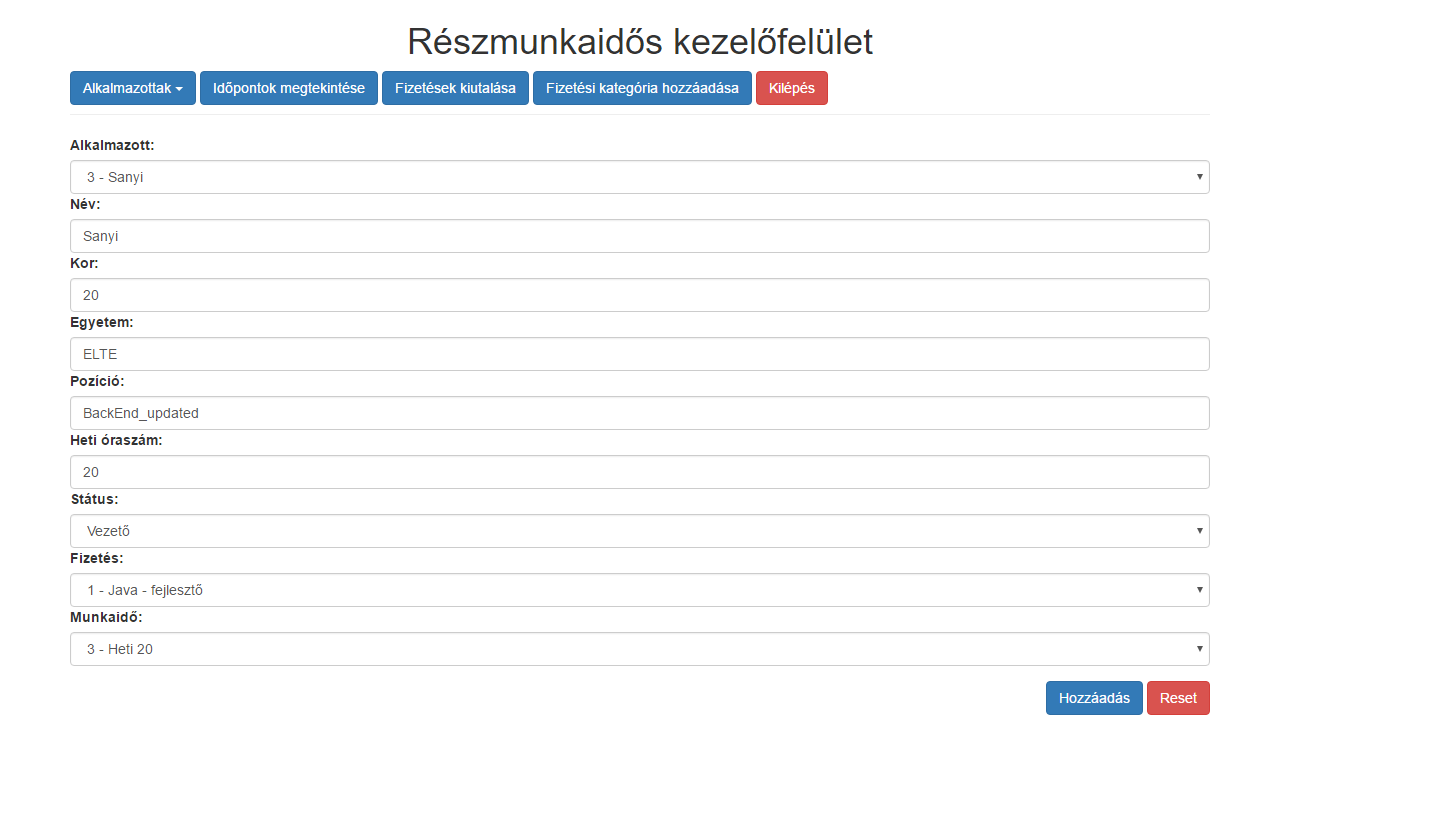 Részmunkaidős kezelőfelület
Alkalmazottak Időpontok megtekintése Fizetések kiutalása Fizetési kategória hozzáadása Kilépés
Alkalmazott:
3 - Sanyi
Név:
Sanyi
Kor:
20
Egyetem:
ELTE
Pozíció:
BackEnd_updated
Heti óraszám:
20
Státus:
Vezető
Fizetés:
1 - Java - fejlesztő
Munkaidő:
3 - Heti 20
Hozzáadás Reset